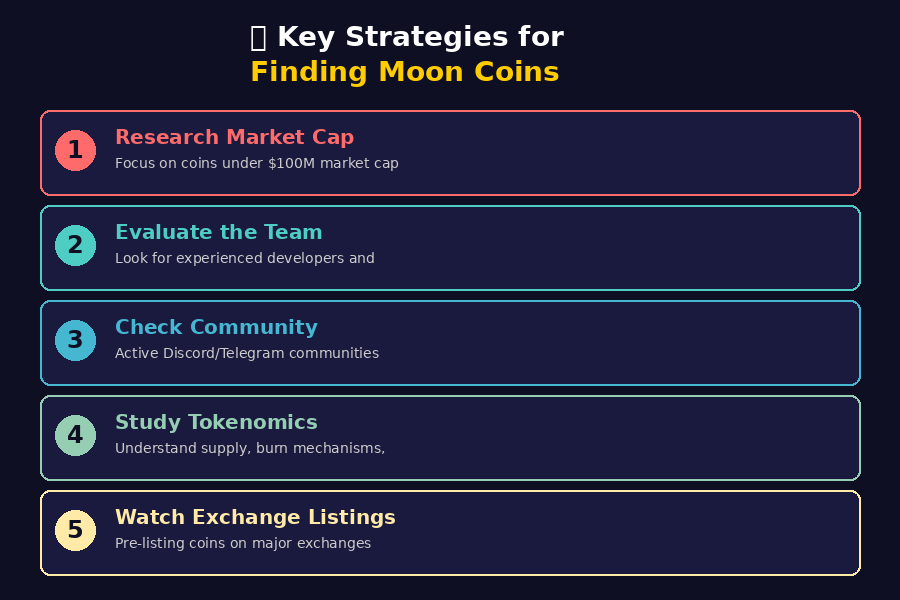 Key Strategies for
Finding Moon Coins
1
Research Market Cap
Focus on coins under $100M market cap
2
Evaluate the Team
Look for experienced developers and
3
Check Community
Active Discord/Telegram communities
4
Study Tokenomics
Understand supply, burn mechanisms,
5
Watch Exchange Listings
Pre-listing coins on major exchanges